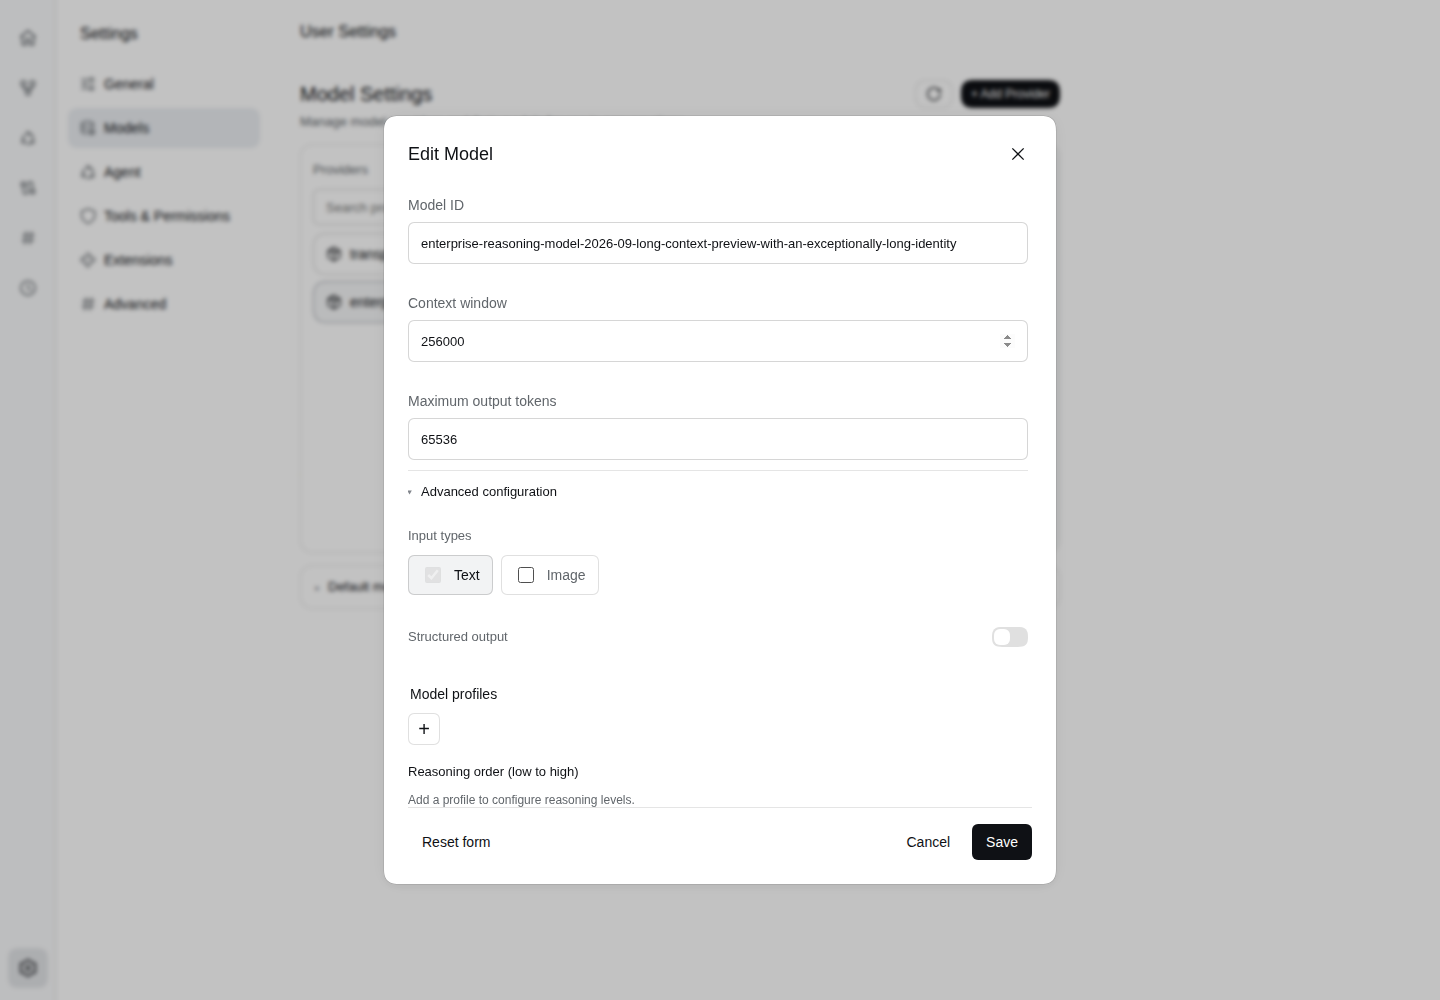 Settings
User Settings
General
Models
Agent
Tools & Permissions
Extensions
Advanced
Model Settings
+ Add Provider
Manage model
Providers
Search
Edit Model
Model ID
enterprise-reasoning-model-2026-09-long-context-preview-with-an-exceptionally-long-identity
Context window
256000
Maximum output tokens
65536
Advanced configuration
Input types
Text
Image
Structured output
Model profiles
+
Reasoning order (low to high)
Add a profile to configure reasoning levels.
Reset form
Cancel
Save